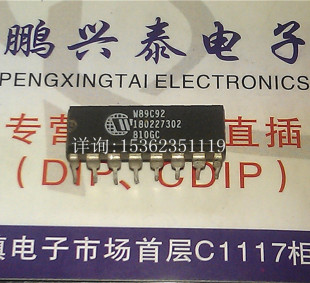 鹏兴泰电子
PENGXINGTAI ELECTRONICS
W89C92
180227302
810GC
专营 直插
详询:15362351119
(DIP、CDIP)
真电子市场首层C1117柜